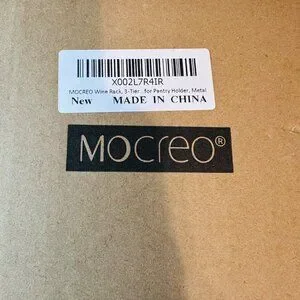 X002L7R4IR
MOCREO Wine Rack, 3-Tier ...for Pantry Holder, Metal
New MADE IN CHINA
MOCreo®